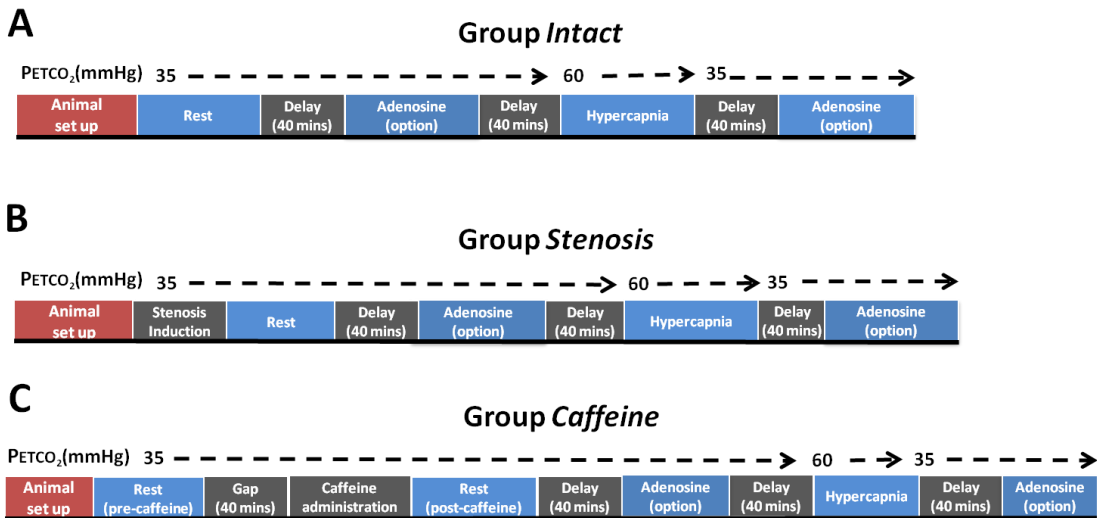 A
Group Intact
PETCO2(mmHg) 35 60 35
Animal set up Rest Delay (40 mins) Adenosine (option) Delay (40 mins) Hypercapnia Delay (40 mins) Adenosine (option)
B
Group Stenosis
PETCO2(mmHg) 35 60 35
Animal set up Stenosis Induction Rest Delay (40 mins) Adenosine (option) Delay (40 mins) Hypercapnia Delay (40 mins) Adenosine (option)
C
Group Caffeine
PETCO2(mmHg) 35 60 35
Animal set up Rest (pre-caffeine) Gap (40 mins) Caffeine administration Rest (post-caffeine) Delay (40 mins) Adenosine (option) Delay (40 mins) Hypercapnia Delay (40 mins) Adenosine (option)